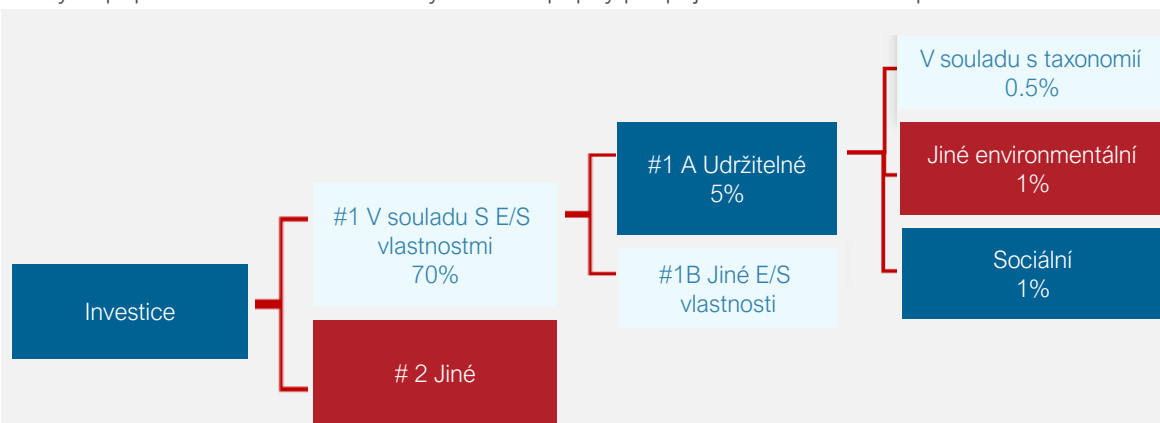 V souladu s taxonomií
0.5%
#1 A Udržitelné
5%
Jiné environmentální
1%
#1 V souladu S E/S
vlastnostmi
70%
#1B Jiné E/S
vlastnosti
Sociální
1%
Investice
# 2 Jiné